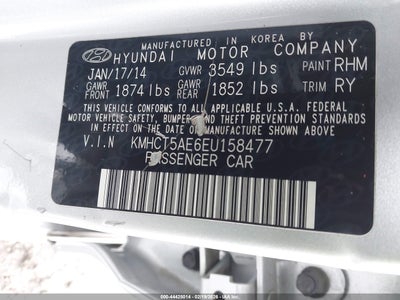 MANUFACTURED IN KOREA BY
HYUNDAI MOTOR COMPANY
JAN/17/14 GVWR 3549 lbs PAINT RHM
GAWR FRONT 1874 lbs GAWR REAR 1852 lbs TRIM RY
THIS VEHICLE CONFORMS TO ALL APPLICABLE U.S.A. FEDERAL
MOTOR VEHICLE SAFETY, BUMPER AND THEFT PREVENTION
STANDARDS IN EFFECT ON THE DATE OF MANUFACTURE SHOWN ABOVE.
V.I.N KMHCT5AE6EU158477
PASSENGER CAR